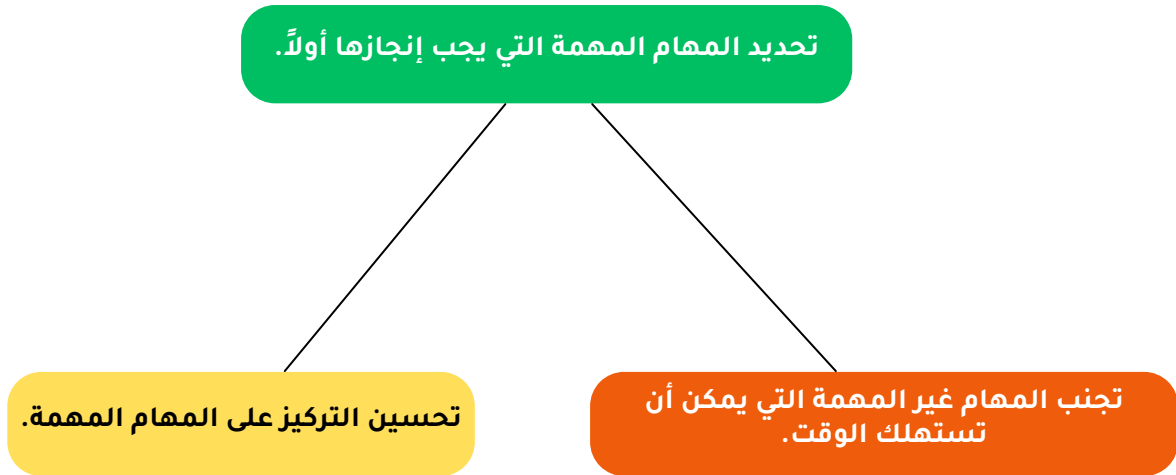 تحديد المهام المهمة التي يجب إنجازها أولاً.
تجنب المهام غير المهمة التي يمكن أن
تستهلك الوقت.
تحسين التركيز على المهام المهمة.